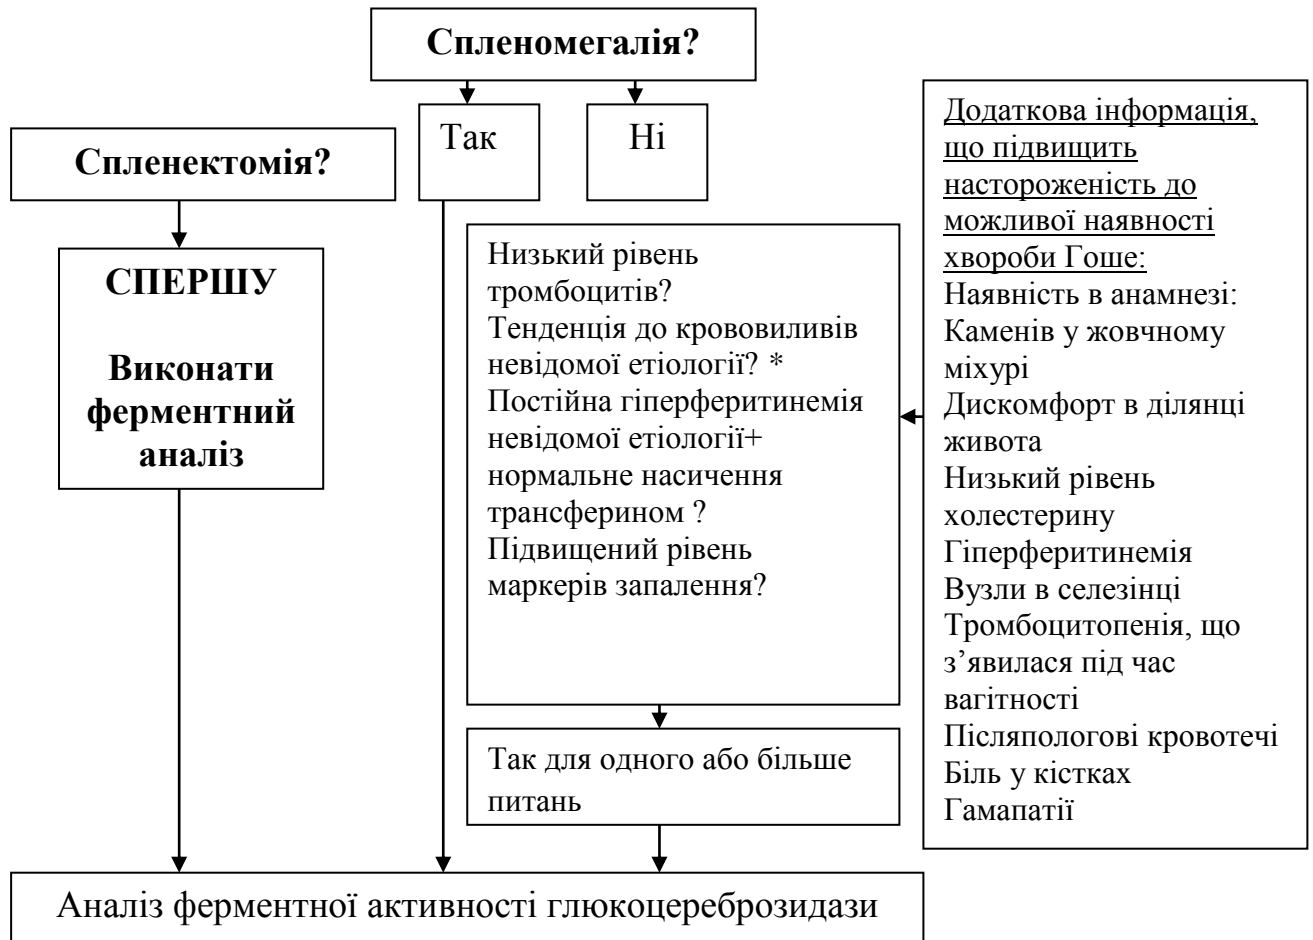 Спленомегалія?
Так
Ні
Спленектомія?
СПЕРШУ
Виконати
ферментний
аналіз
Низький рівень
тромбоцитів?
Тенденція до крововиливів
невідомої етіології? *
Постійна гіперферитинемія
невідомої етіології+
нормальне насичення
трансферином ?
Підвищений рівень
маркерів запалення?
Так для одного або більше
питань
Додаткова інформація,
що підвищить
настороженість до
можливої наявності
хвороби Гоше:
Наявність в анамнезі:
Каменів у жовчному
міхурі
Дискомфорт в ділянці
живота
Низький рівень
холестерину
Гіперферитинемія
Вузли в селезінці
Тромбоцитопенія, що
з’явилася під час
вагітності
Післяпологові кровотечі
Біль у кістках
Гамапатії
Аналіз ферментної активності глюкоцереброзидази